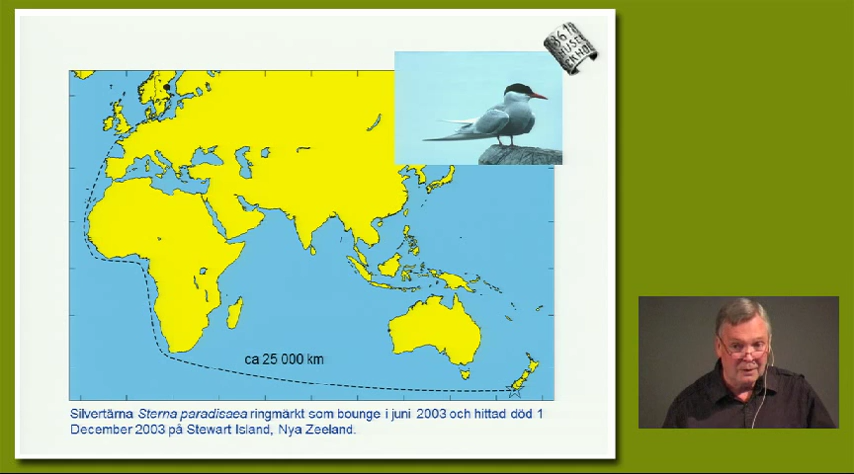 ca 25 000 km
Silvertärna Sterna paradisaea ringmärkt som bounge i juni 2003 och hittad död 1
December 2003 på Stewart Island, Nya Zeeland.